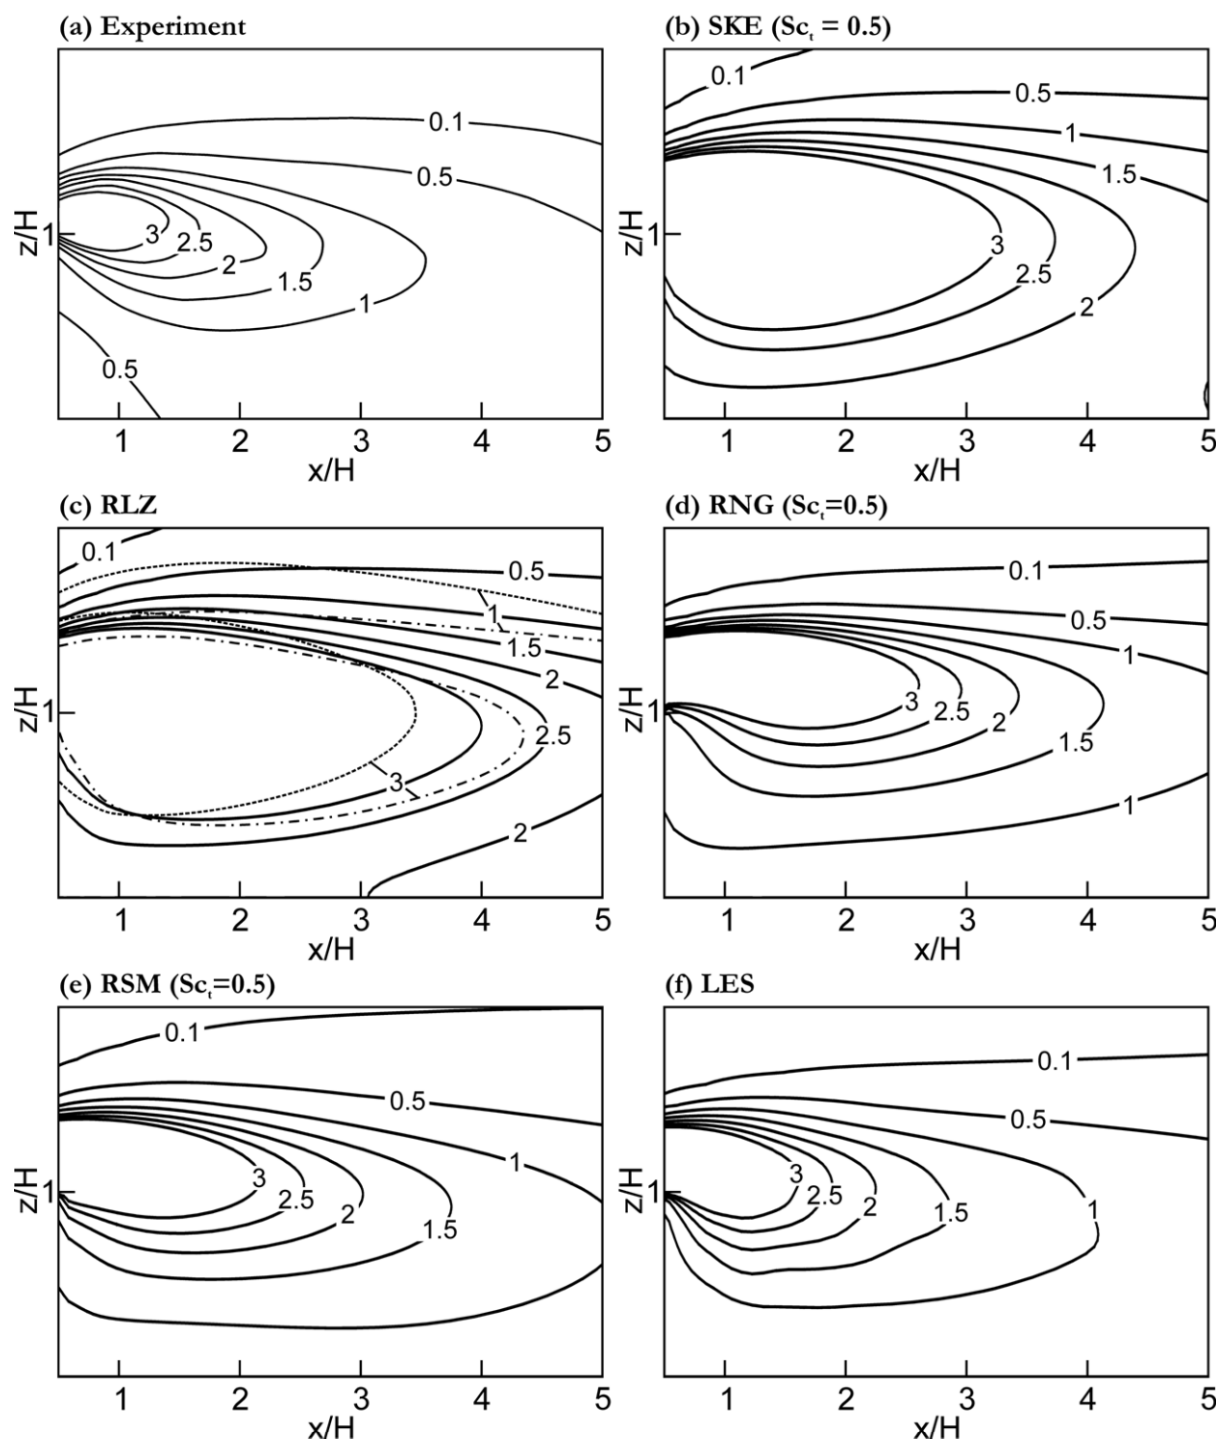 (a) Experiment
0.1
0.5
3
2.5
2
1.5
1
0.5
z/H
1
1 2 3 4 5
x/H
(b) SKE (Scₜ = 0.5)
0.1
0.5
1
1.5
3
2.5
2
z/H
1
1 2 3 4 5
x/H
(c) RLZ
0.1
0.5
1
1.5
2
2.5
3
2
z/H
1
1 2 3 4 5
x/H
(d) RNG (Scₜ=0.5)
0.1
0.5
1
3
2.5
2
1.5
1
z/H
1
1 2 3 4 5
x/H
(e) RSM (Scₜ=0.5)
0.1
0.5
1
3
2.5
2
1.5
z/H
1
1 2 3 4 5
x/H
(f) LES
0.1
0.5
3
2.5
2
1.5
1
z/H
1
1 2 3 4 5
x/H